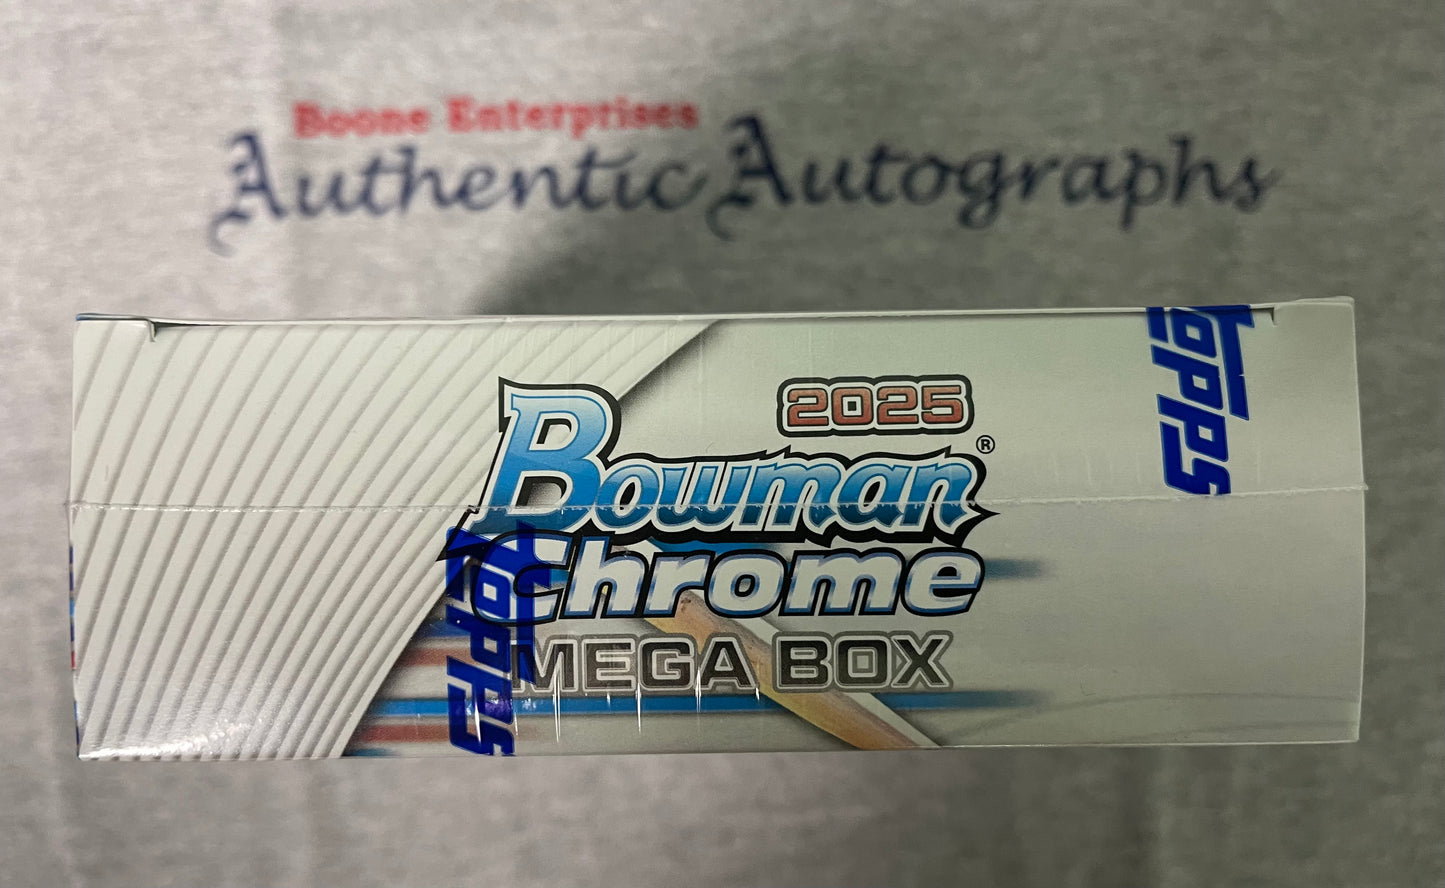 Boone Enterprises
Authentic Autographs
2025
Bowman®
Chrome
MEGA BOX
Topps
Topps